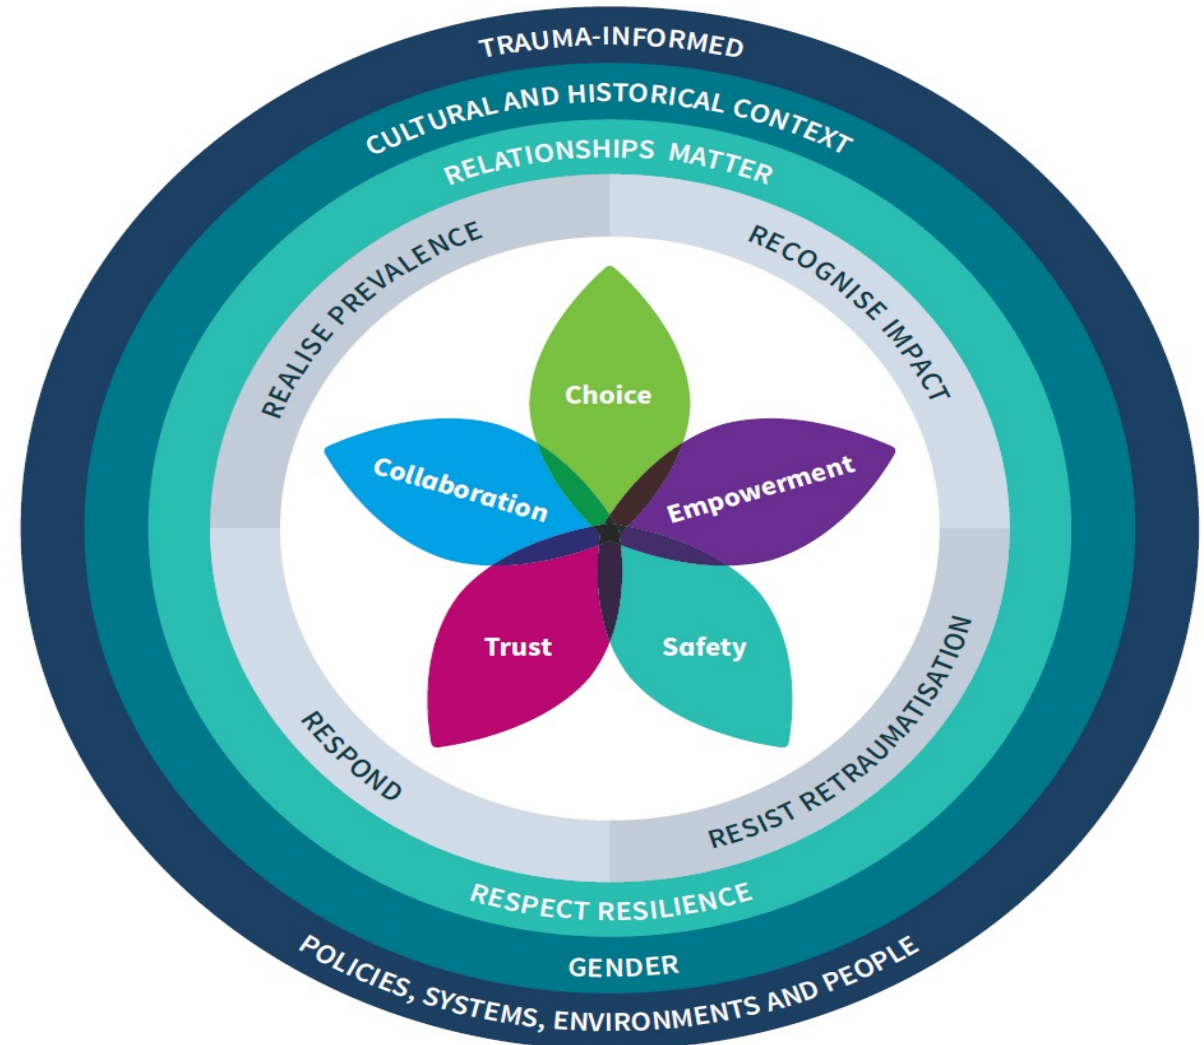 TRAUMA-INFORMED
CULTURAL AND HISTORICAL CONTEXT
RELATIONSHIPS MATTER
REALISE PREVALENCE
RECOGNISE IMPACT
Choice
Collaboration
Empowerment
Trust
Safety
RESPOND
RESIST RETRAUMATISATION
RESPECT RESILIENCE
GENDER
POLICIES, SYSTEMS, ENVIRONMENTS AND PEOPLE